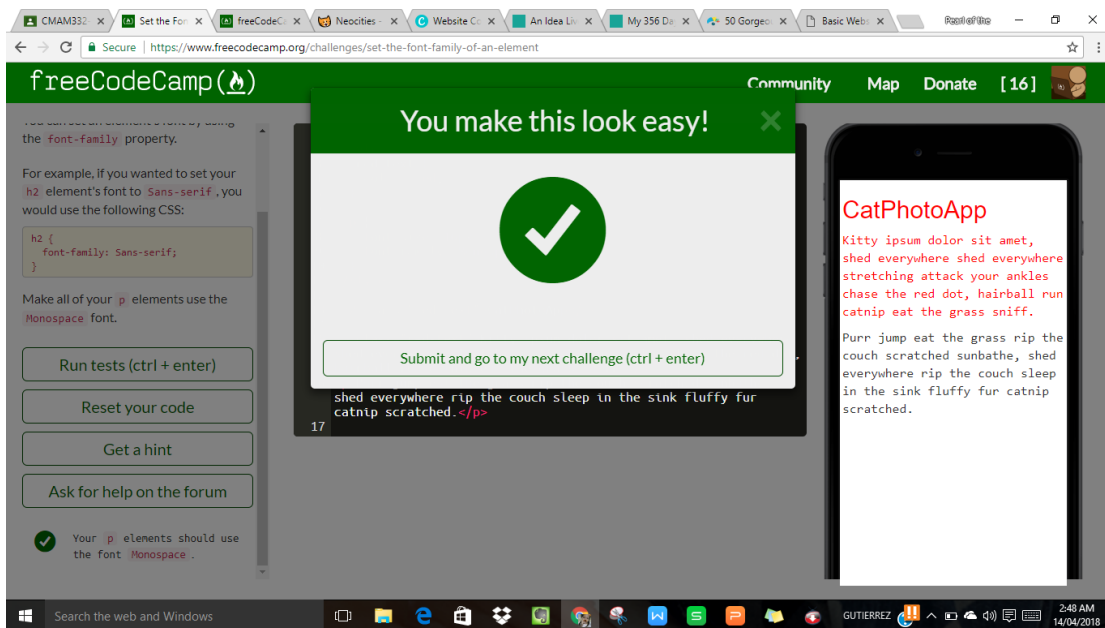 CMAM332-
Set the Fon
freeCodeCa
Neocities -
Website Co
An Idea Liv
My 356 Da
50 Gorgeo
Basic Webs
Secure | https://www.freecodecamp.org/challenges/set-the-font-family-of-an-element
freeCodeCamp
Community Map Donate [ 16 ]
You make this look easy!
the font-family property.
For example, if you wanted to set your
h2 element's font to Sans-serif, you
would use the following CSS:
h2 {
font-family: Sans-serif;
}
Make all of your p elements use the
Monospace font.
Run tests (ctrl + enter)
Reset your code
Get a hint
Ask for help on the forum
Your p elements should use
the font Monospace.
Submit and go to my next challenge (ctrl + enter)
shed everywhere rip the couch sleep in the sink fluffy fur
catnip scratched.</p>
17
CatPhotoApp
Kitty ipsum dolor sit amet,
shed everywhere shed everywhere
stretching attack your ankles
chase the red dot, hairball run
catnip eat the grass sniff.
Purr jump eat the grass rip the
couch scratched sunbathe, shed
everywhere rip the couch sleep
in the sink fluffy fur catnip
scratched.
Search the web and Windows
GUTIERREZ
2:48 AM
14/04/2018